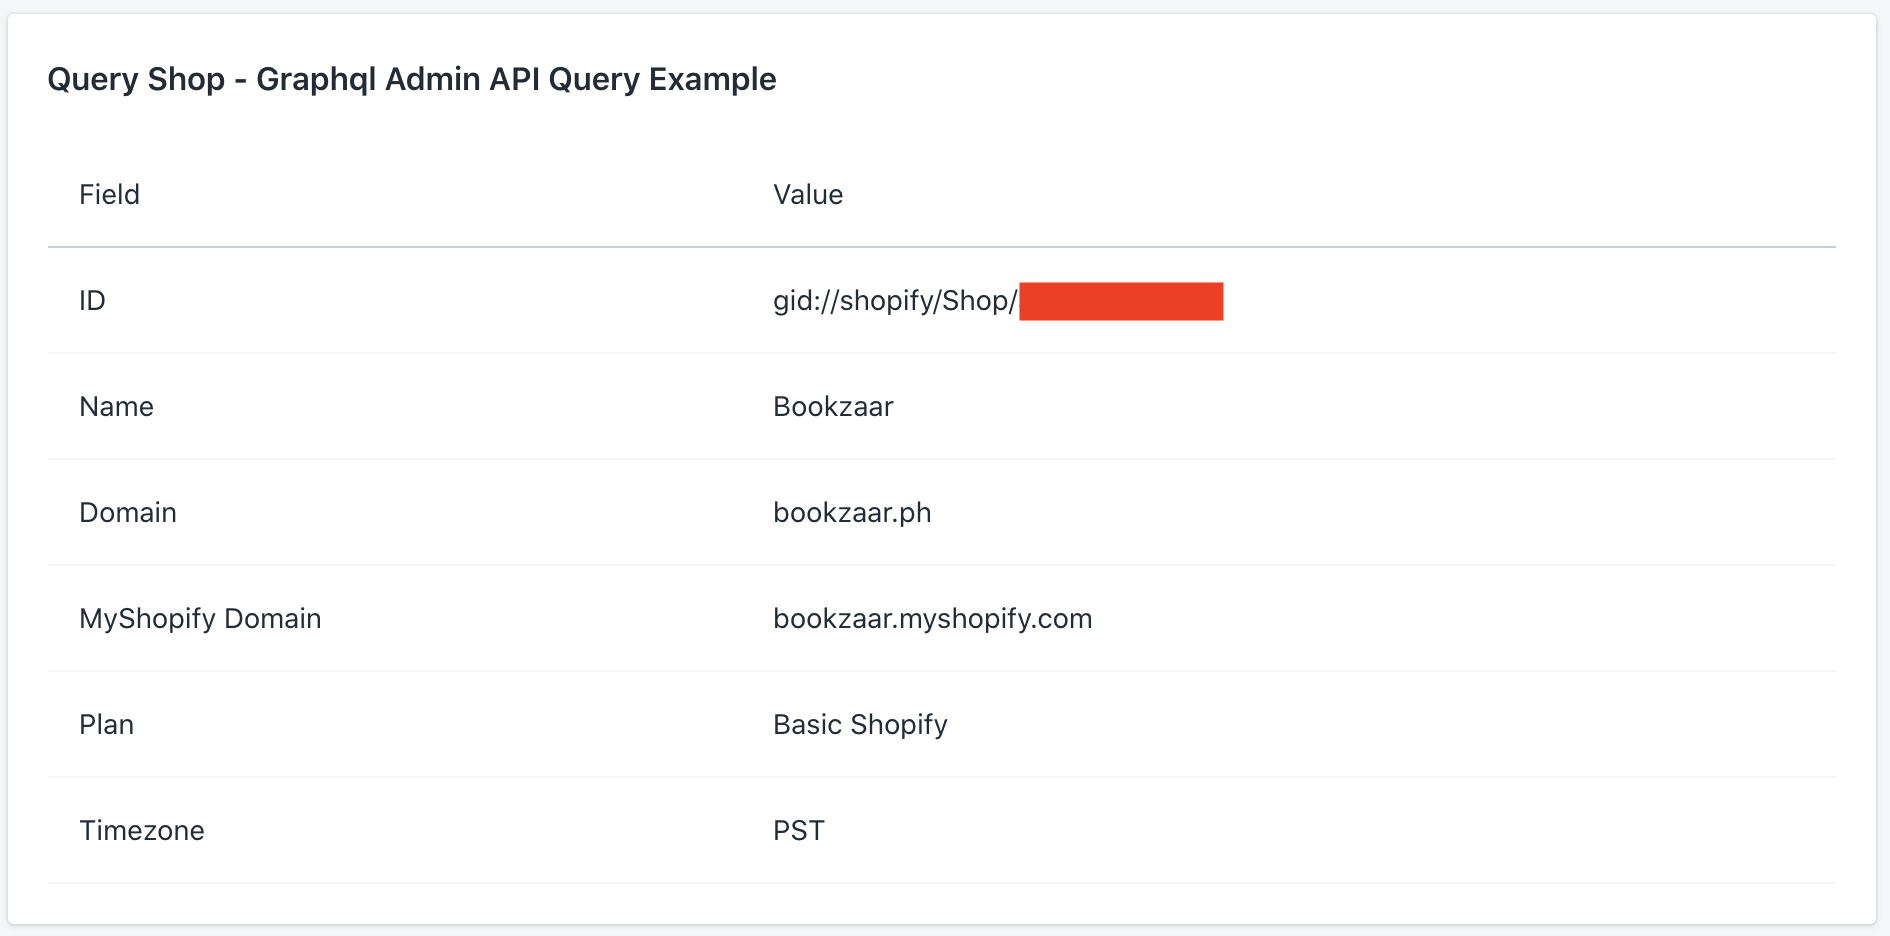 Query Shop - Graphql Admin API Query Example
Field Value
ID gid://shopify/Shop/
Name Bookzaar
Domain bookzaar.ph
MyShopify Domain bookzaar.myshopify.com
Plan Basic Shopify
Timezone PST